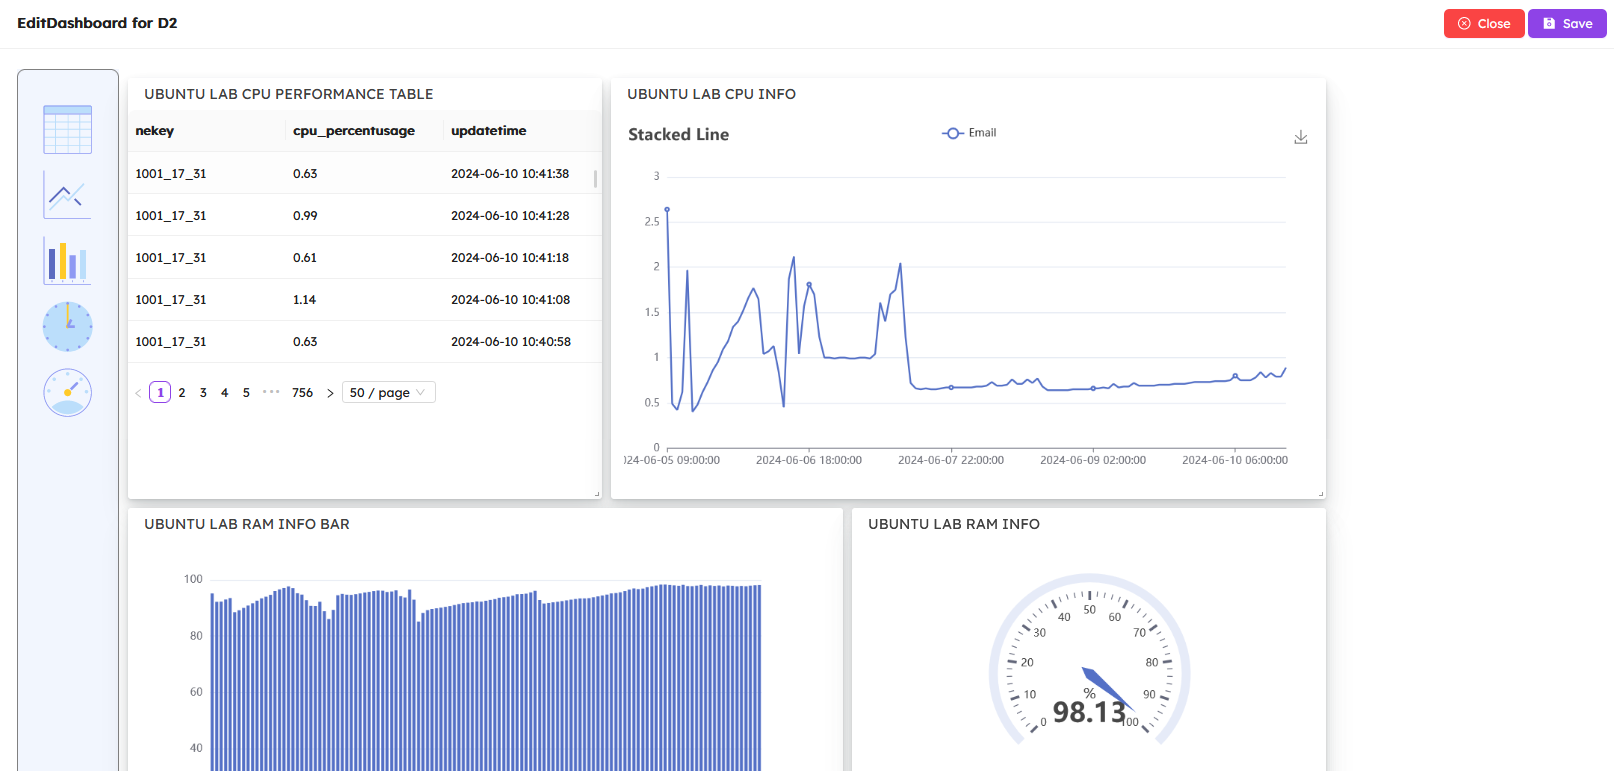 EditDashboard for D2
Close
Save
UBUNTU LAB CPU PERFORMANCE TABLE
nekey cpu_percentusage updatetime
1001_17_31 0.63 2024-06-10 10:41:38
1001_17_31 0.99 2024-06-10 10:41:28
1001_17_31 0.61 2024-06-10 10:41:18
1001_17_31 1.14 2024-06-10 10:41:08
1001_17_31 0.63 2024-06-10 10:40:58
< 1 2 3 4 5 ••• 756 > 50 / page
UBUNTU LAB CPU INFO
Stacked Line
Email
3
2.5
2
1.5
1
0.5
0
)24-06-05 09:00:00 2024-06-06 18:00:00 2024-06-07 22:00:00 2024-06-09 02:00:00 2024-06-10 06:00:00
UBUNTU LAB RAM INFO BAR
100
80
60
40
UBUNTU LAB RAM INFO
0
10
20
30
40
50
60
70
80
90
100
%
98.13